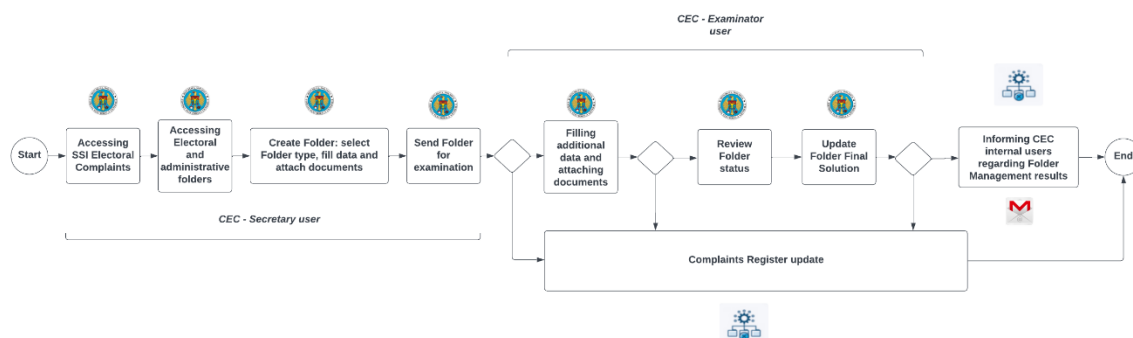 CEC - Examinator
user
Start
Accessing
SSI Electoral
Complaints
Accessing
Electoral
and
administrative
folders
Create Folder: select
Folder type, fill data and
attach documents
Send Folder
for
examination
Filling
additional
data and
attaching
documents
Review
Folder
status
Update
Folder Final
Solution
Informing CEC
internal users
regarding Folder
Management results
End
CEC - Secretary user
Complaints Register update